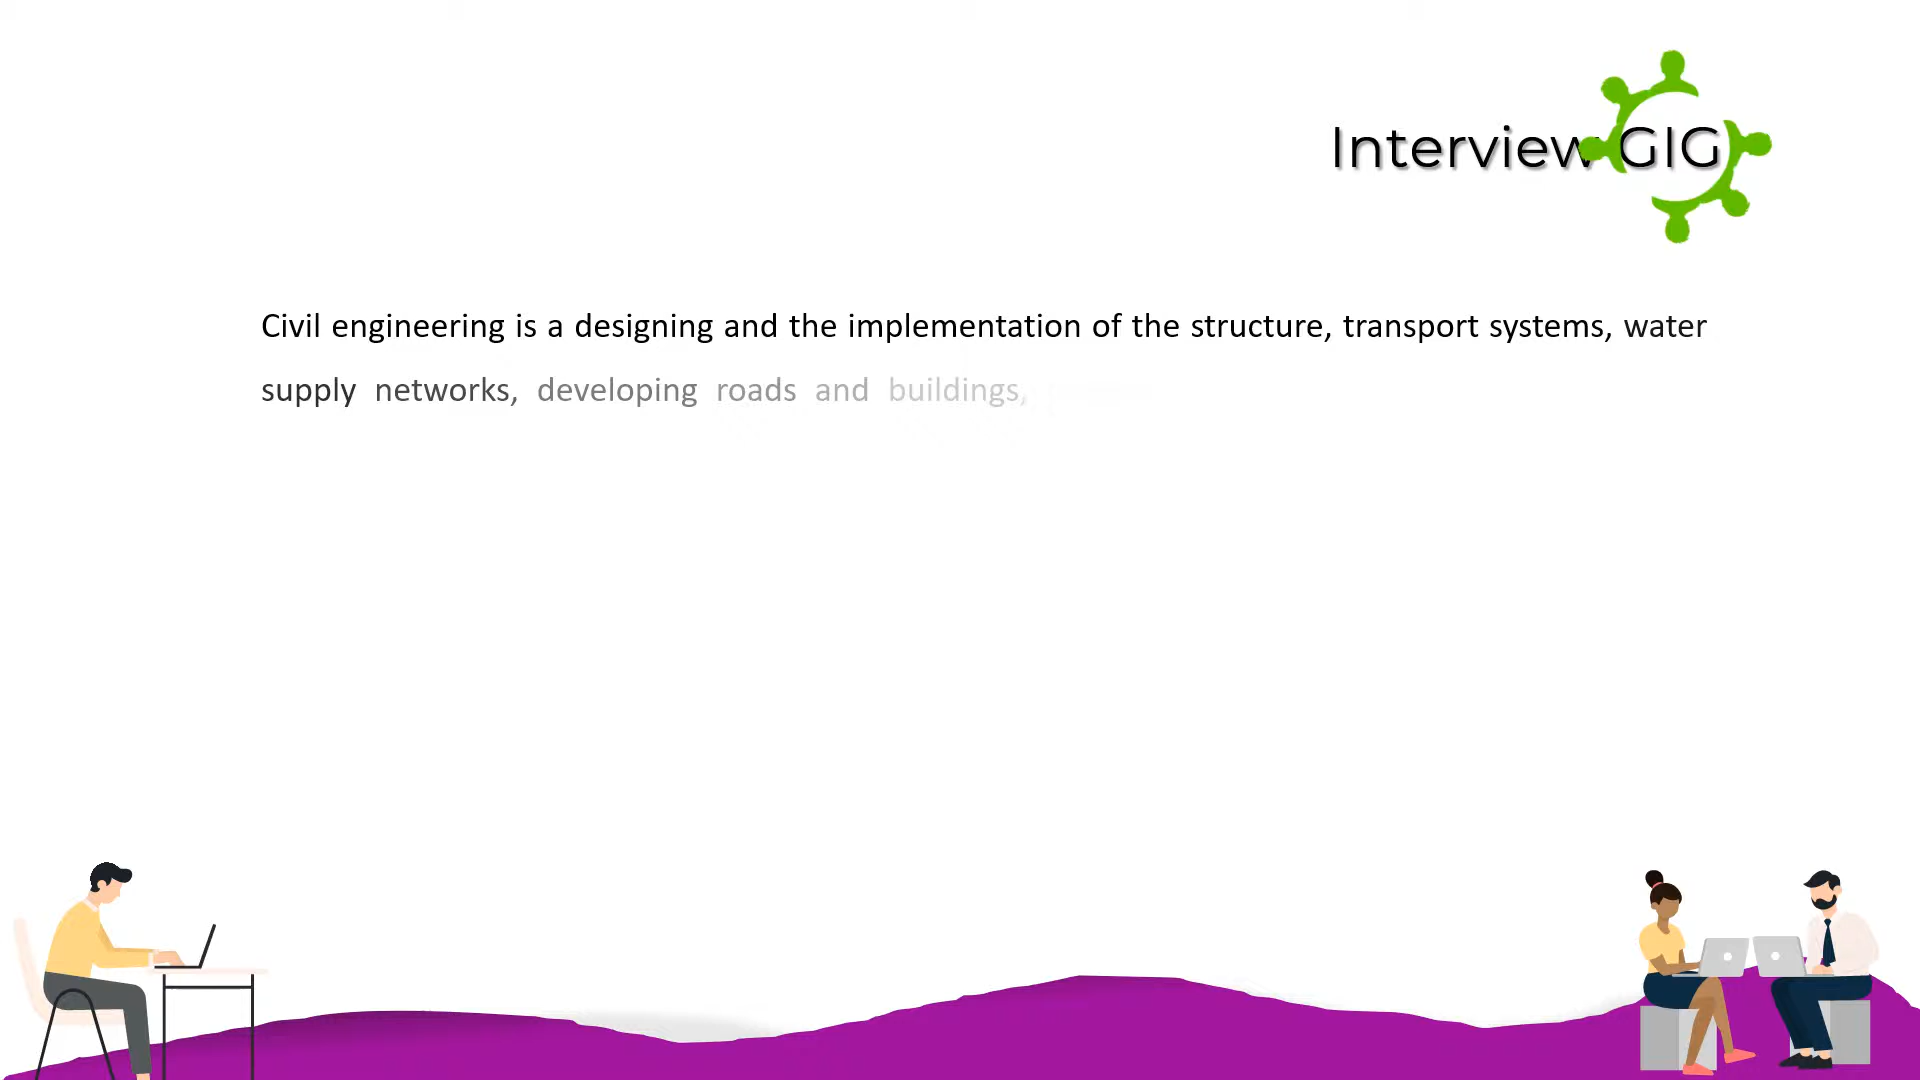 Interview GIG
Civil engineering is a designing and the implementation of the structure, transport systems, water
supply networks, developing roads and buildings,